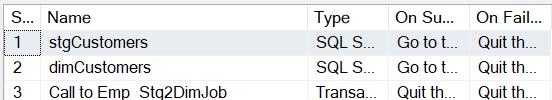 S... Name Type On Su... On Fail...
1 stgCustomers SQL S... Go to t... Quit th...
2 dimCustomers SQL S... Go to t... Quit th...
3 Call to Emp_Stg2DimJob Transa... Quit th... Quit th...